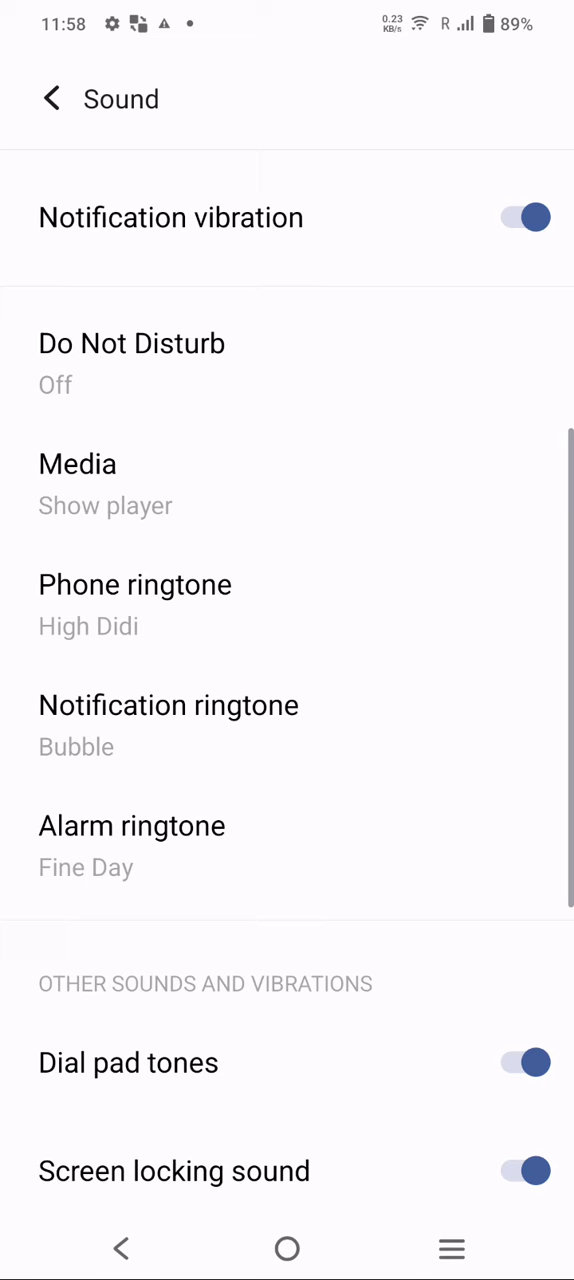 11:58 0.23 KB/s R 89%
Sound
Notification vibration
Do Not Disturb
Off
Media
Show player
Phone ringtone
High Didi
Notification ringtone
Bubble
Alarm ringtone
Fine Day
OTHER SOUNDS AND VIBRATIONS
Dial pad tones
Screen locking sound